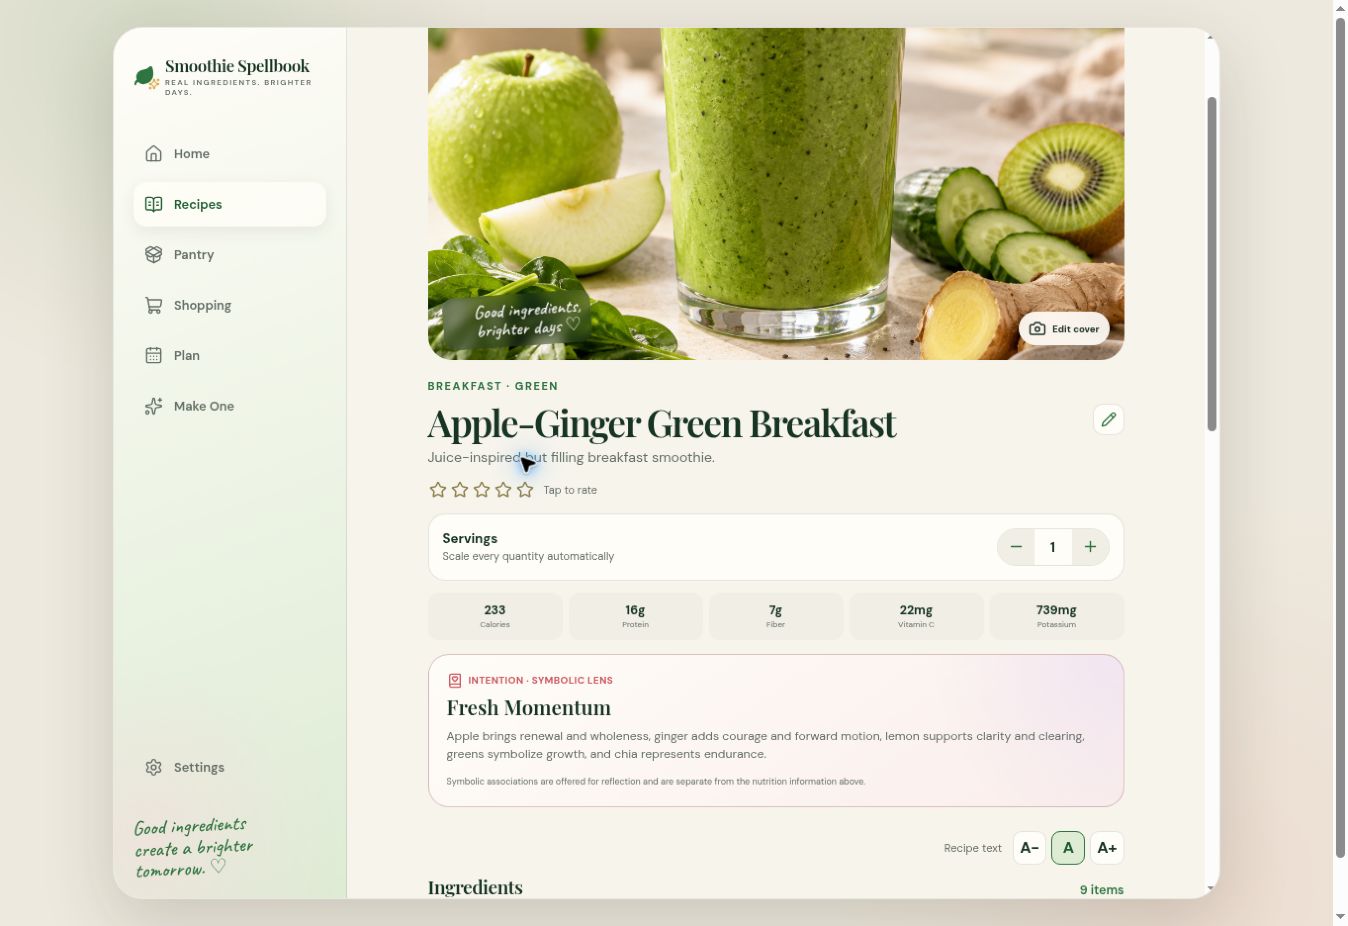 Smoothie Spellbook
REAL INGREDIENTS. BRIGHTER
DAYS.
Home
Recipes
Pantry
Shopping
Plan
Make One
Settings
Good ingredients
create a brighter
tomorrow. ♡
Good ingredients,
brighter days ♡
Edit cover
BREAKFAST · GREEN
Apple-Ginger Green Breakfast
Juice-inspired but filling breakfast smoothie.
Tap to rate
Servings
Scale every quantity automatically
− 1 +
233 16g 7g 22mg 739mg
Calories Protein Fiber Vitamin C Potassium
INTENTION · SYMBOLIC LENS
Fresh Momentum
Apple brings renewal and wholeness, ginger adds courage and forward motion, lemon supports clarity and clearing,
greens symbolize growth, and chia represents endurance.
Symbolic associations are offered for reflection and are separate from the nutrition information above.
Recipe text A− A A+
Ingredients 9 items